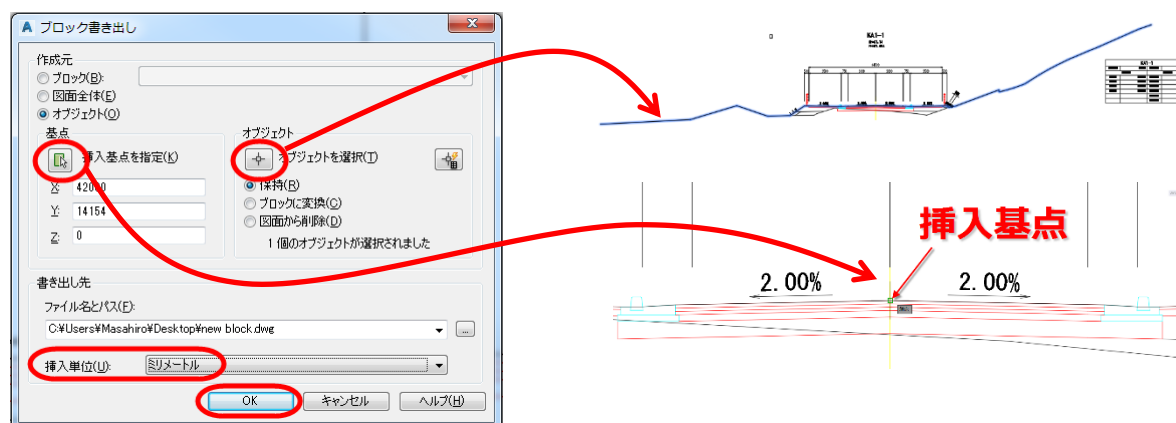 ブロック書き出し
作成元
ブロック(B):
図面全体(E)
オブジェクト(O)
基点
挿入基点を指定(K)
X:
Y: 14154
Z: 0
オブジェクト
オブジェクトを選択(T)
保持(R)
ブロックに変換(C)
図面から削除(D)
1 個のオブジェクトが選択されました
書き出し先
ファイル名とパス(F):
C:¥Users¥Masahiro¥Desktop¥new block.dwg
...
挿入単位(U): ミリメートル
OK キャンセル ヘルプ(H)
KA1-1
KA1-1
挿入基点
2.00% 2.00%